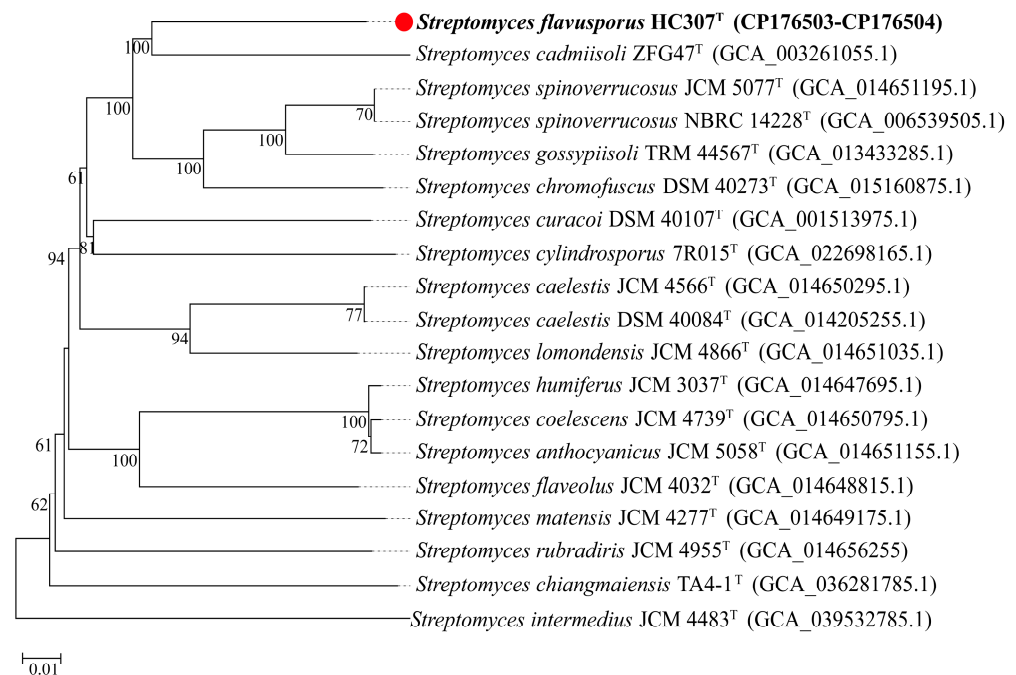 Streptomyces flavusporus HC307ᵀ (CP176503-CP176504)
100
Streptomyces cadmiisoli ZFG47ᵀ (GCA_003261055.1)
Streptomyces spinoverrucosus JCM 5077ᵀ (GCA_014651195.1)
100
70
Streptomyces spinoverrucosus NBRC 14228ᵀ (GCA_006539505.1)
100
Streptomyces gossypiisoli TRM 44567ᵀ (GCA_013433285.1)
100
61
Streptomyces chromofuscus DSM 40273ᵀ (GCA_015160875.1)
Streptomyces curacoi DSM 40107ᵀ (GCA_001513975.1)
81
94
Streptomyces cylindrosporus 7R015ᵀ (GCA_022698165.1)
Streptomyces caelestis JCM 4566ᵀ (GCA_014650295.1)
77
Streptomyces caelestis DSM 40084ᵀ (GCA_014205255.1)
94
Streptomyces lomondensis JCM 4866ᵀ (GCA_014651035.1)
Streptomyces humiferus JCM 3037ᵀ (GCA_014647695.1)
100
Streptomyces coelescens JCM 4739ᵀ (GCA_014650795.1)
61
72
Streptomyces anthocyanicus JCM 5058ᵀ (GCA_014651155.1)
100
Streptomyces flaveolus JCM 4032ᵀ (GCA_014648815.1)
62
Streptomyces matensis JCM 4277ᵀ (GCA_014649175.1)
Streptomyces rubradiris JCM 4955ᵀ (GCA_014656255)
Streptomyces chiangmaiensis TA4-1ᵀ (GCA_036281785.1)
Streptomyces intermedius JCM 4483ᵀ (GCA_039532785.1)
0.01